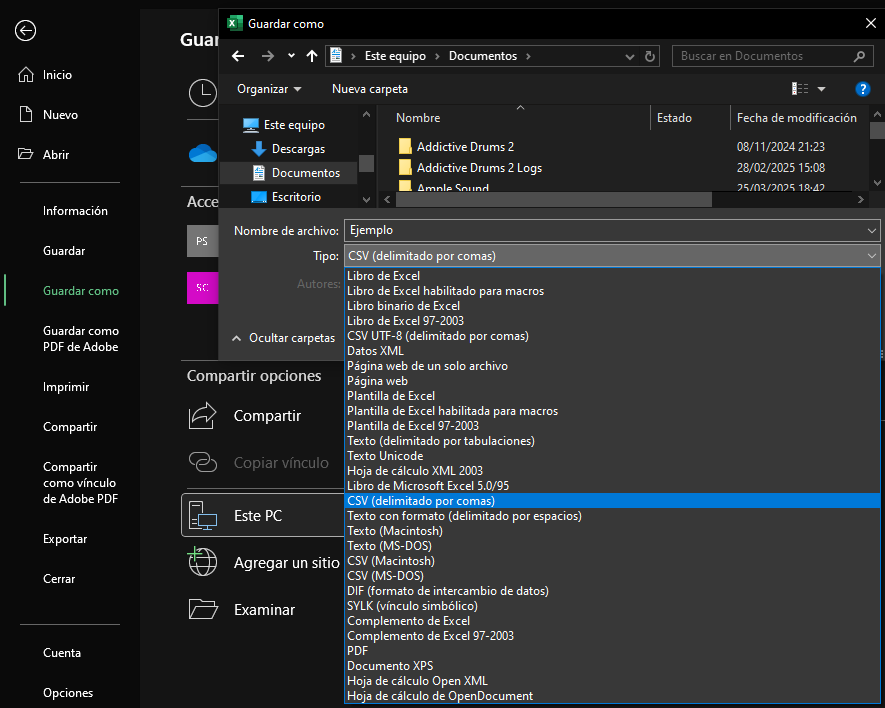 Guardar como
Inicio
Nuevo
Abrir
Información
Guardar
Guardar como
Guardar como
PDF de Adobe
Imprimir
Compartir
Compartir
como vínculo
de Adobe PDF
Exportar
Cerrar
Cuenta
Opciones
PS
SC
Compartir opciones
Compartir
Copiar vínculo
Este PC
Agregar un sitio
Examinar
Este equipo
Documentos
Buscar en Documentos
Organizar
Nueva carpeta
?
Este equipo
Descargas
Documentos
Escritorio
Nombre
Estado
Fecha de modificación
Addictive Drums 2
08/11/2024 21:23
Addictive Drums 2 Logs
28/02/2025 15:08
Ample Sound
25/03/2025 18:42
Nombre de archivo: Ejemplo
Tipo: CSV (delimitado por comas)
Autores:
Ocultar carpetas
Libro de Excel
Libro de Excel habilitado para macros
Libro binario de Excel
Libro de Excel 97-2003
CSV UTF-8 (delimitado por comas)
Datos XML
Página web de un solo archivo
Página web
Plantilla de Excel
Plantilla de Excel habilitada para macros
Plantilla de Excel 97-2003
Texto (delimitado por tabulaciones)
Texto Unicode
Hoja de cálculo XML 2003
Libro de Microsoft Excel 5.0/95
CSV (delimitado por comas)
Texto con formato (delimitado por espacios)
Texto (Macintosh)
Texto (MS-DOS)
CSV (Macintosh)
CSV (MS-DOS)
DIF (formato de intercambio de datos)
SYLK (vínculo simbólico)
Complemento de Excel
Complemento de Excel 97-2003
PDF
Documento XPS
Hoja de cálculo Open XML
Hoja de cálculo de OpenDocument